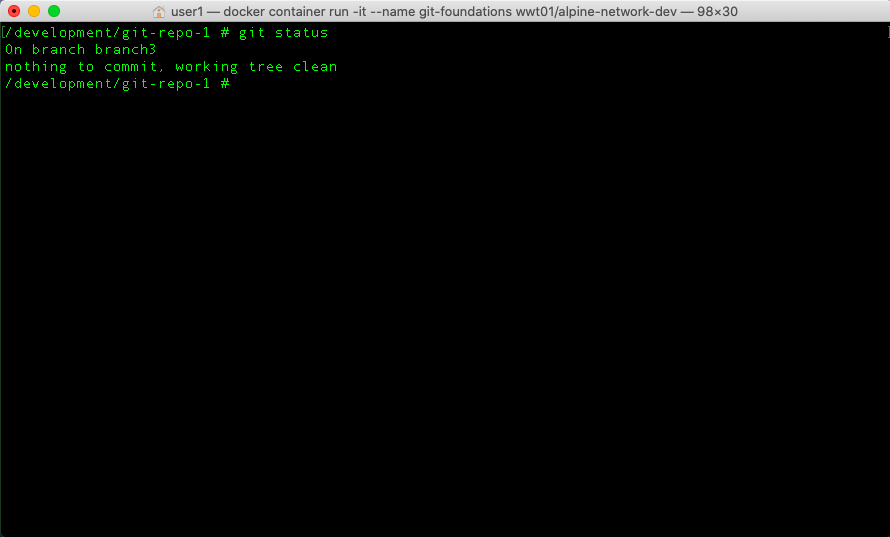 user1 — docker container run -it --name git-foundations wwt01/alpine-network-dev — 98×30
[/development/git-repo-1 # git status ]
On branch branch3
nothing to commit, working tree clean
/development/git-repo-1 #